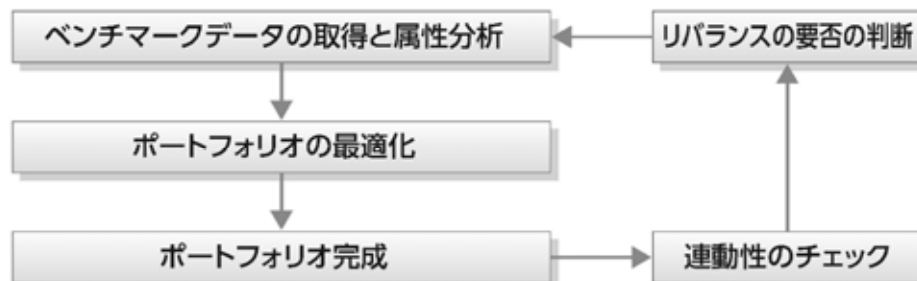 ベンチマークデータの取得と属性分析
リバランスの要否の判断
ポートフォリオの最適化
ポートフォリオ完成
連動性のチェック